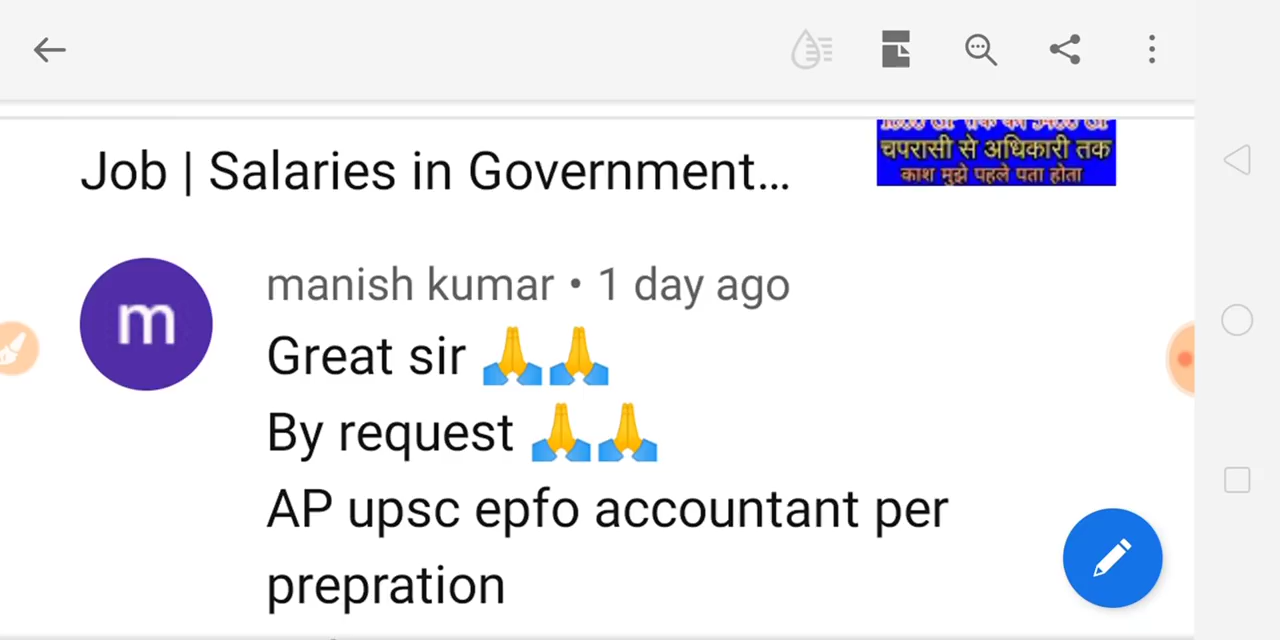 Job | Salaries in Government...
चपरासी से अधिकारी तक
काश मुझे पहले पता होता
m
manish kumar • 1 day ago
Great sir 🙏🙏
By request 🙏🙏
AP upsc epfo accountant per
prepration